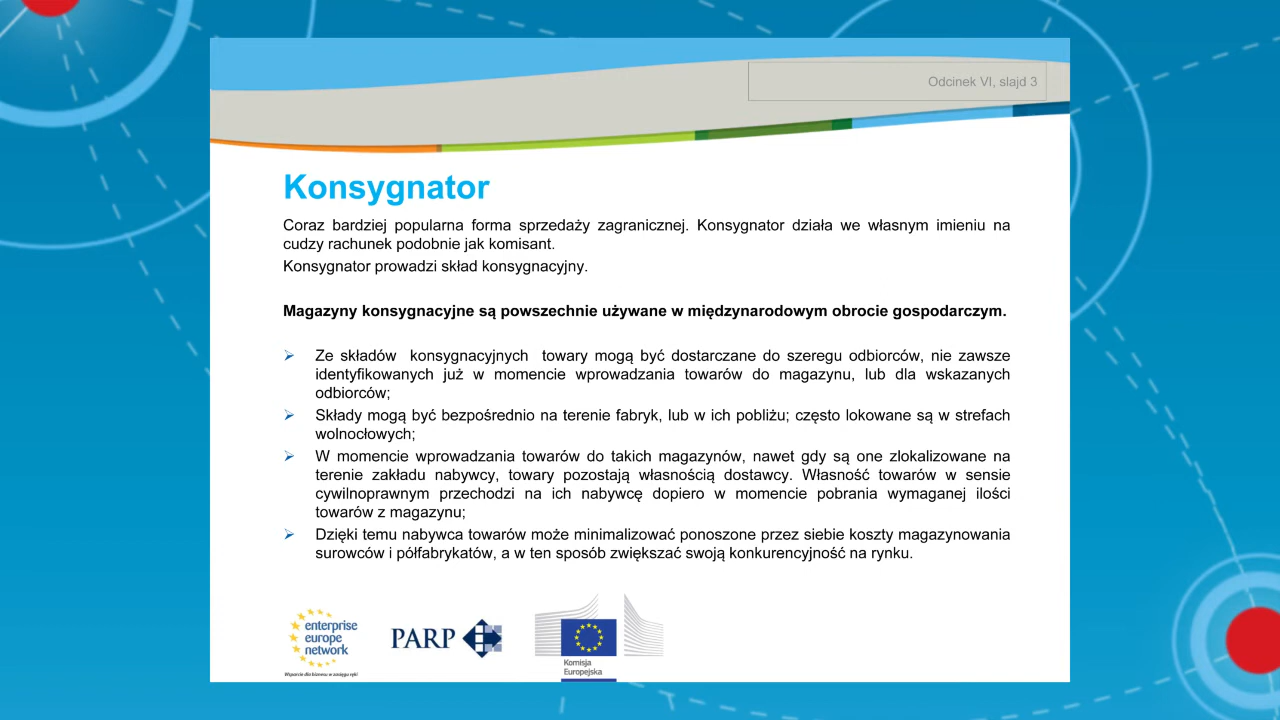 Odcinek VI, slajd 3
Konsygnator
Coraz bardziej popularna forma sprzedaży zagranicznej. Konsygnator działa we własnym imieniu na
cudzy rachunek podobnie jak komisant.
Konsygnator prowadzi skład konsygnacyjny.
Magazyny konsygnacyjne są powszechnie używane w międzynarodowym obrocie gospodarczym.
Ze składów konsygnacyjnych towary mogą być dostarczane do szeregu odbiorców, nie zawsze
identyfikowanych już w momencie wprowadzania towarów do magazynu, lub dla wskazanych
odbiorców;
Składy mogą być bezpośrednio na terenie fabryk, lub w ich pobliżu; często lokowane są w strefach
wolnocłowych;
W momencie wprowadzania towarów do takich magazynów, nawet gdy są one zlokalizowane na
terenie zakładu nabywcy, towary pozostają własnością dostawcy. Własność towarów w sensie
cywilnoprawnym przechodzi na ich nabywcę dopiero w momencie pobrania wymaganej ilości
towarów z magazynu;
Dzięki temu nabywca towarów może minimalizować ponoszone przez siebie koszty magazynowania
surowców i półfabrykatów, a w ten sposób zwiększać swoją konkurencyjność na rynku.
enterprise
europe
network
Wsparcie dla biznesu w zasięgu ręki
PARP
Komisja
Europejska